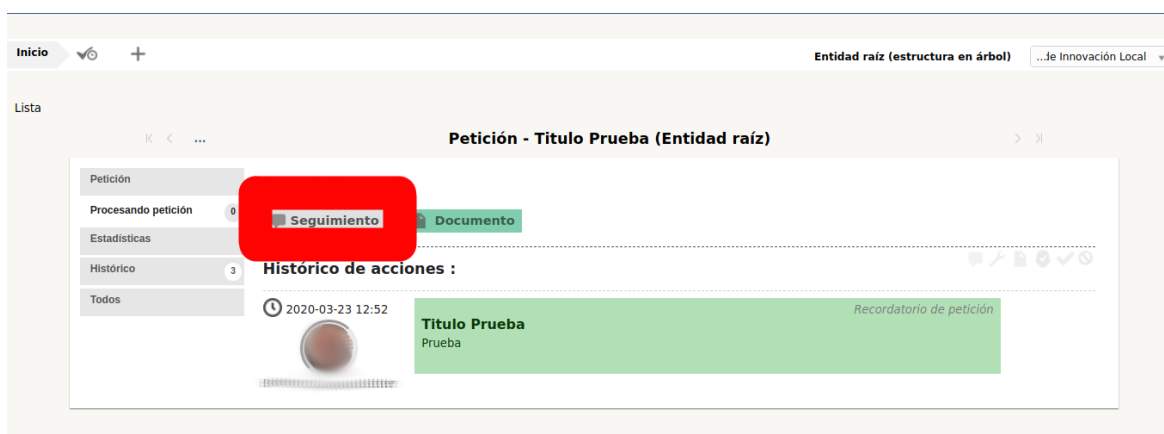 Inicio
Entidad raíz (estructura en árbol)
...de Innovación Local
Lista
...
Petición - Titulo Prueba (Entidad raíz)
Petición
Procesando petición 0
Estadísticas
Histórico 3
Todos
Seguimiento
Documento
Histórico de acciones :
2020-03-23 12:52
Recordatorio de petición
Titulo Prueba
Prueba